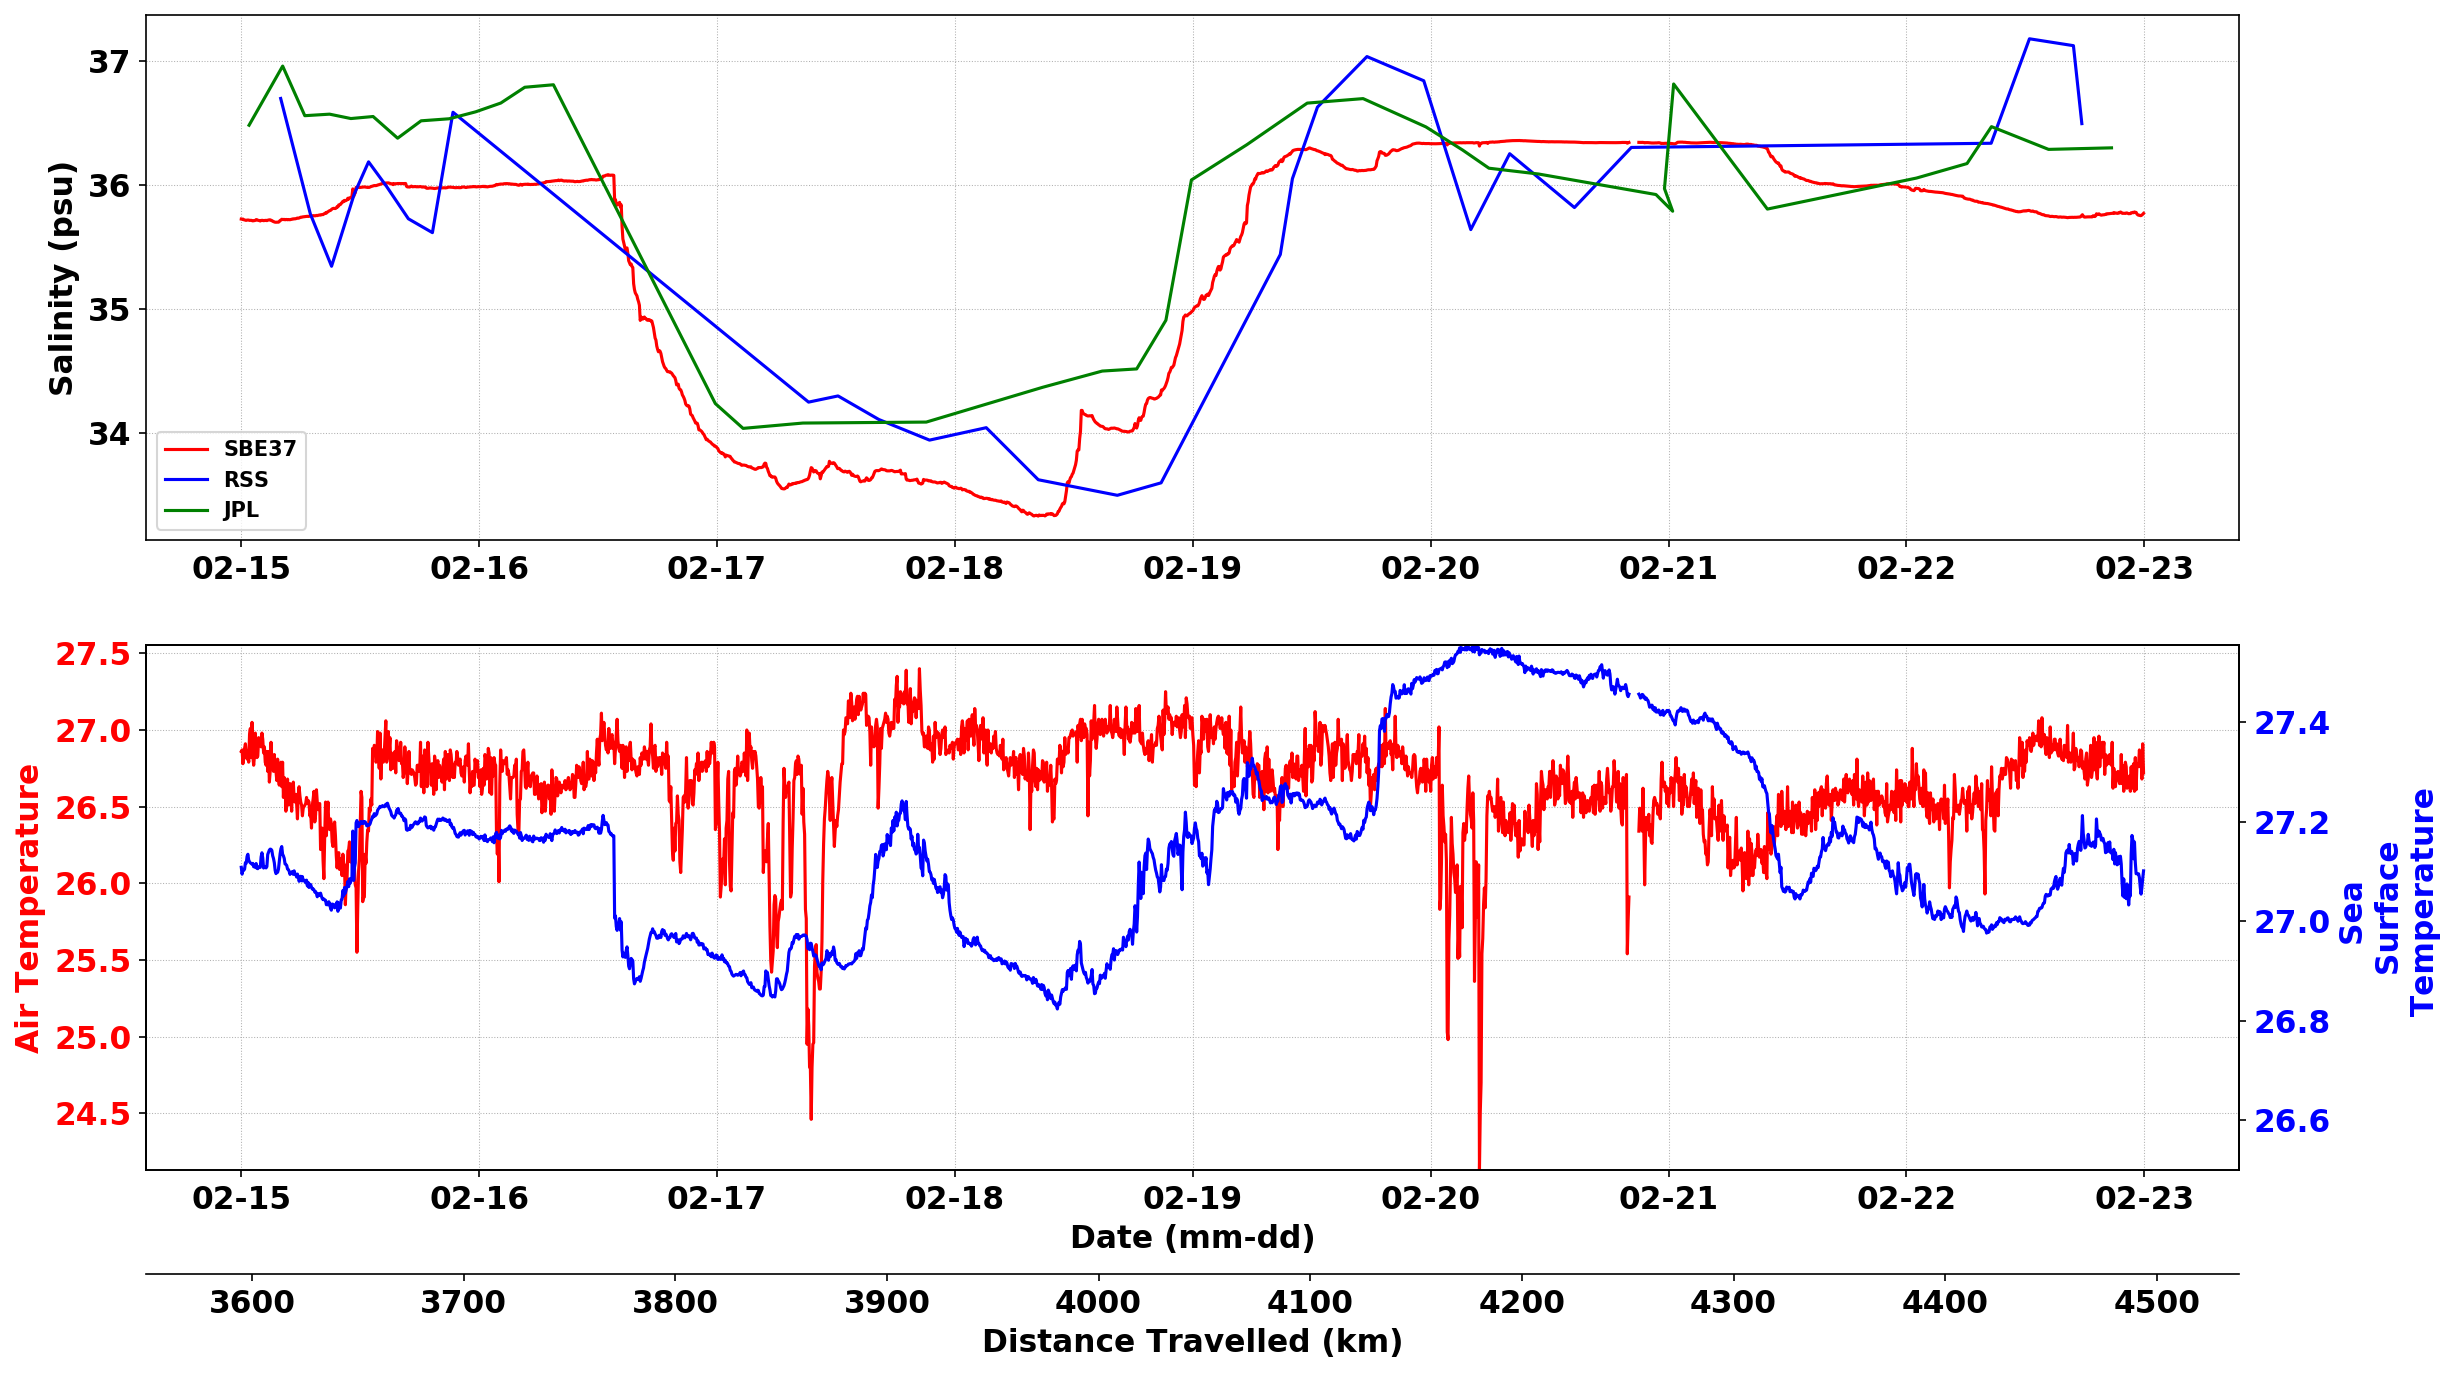 37
36
35
34
Salinity (psu)
SBE37
RSS
JPL
02-15 02-16 02-17 02-18 02-19 02-20 02-21 02-22 02-23
27.5
27.0
26.5
26.0
25.5
25.0
24.5
Air Temperature
27.4
27.2
27.0
26.8
26.6
Sea
Surface
Temperature
02-15 02-16 02-17 02-18 02-19 02-20 02-21 02-22 02-23
Date (mm-dd)
3600 3700 3800 3900 4000 4100 4200 4300 4400 4500
Distance Travelled (km)